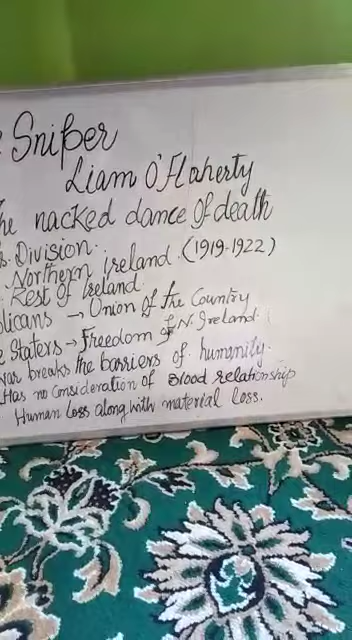 Sniper
Liam O'Flaherty
he nacked dance of death
s. Division.
Northern ireland. (1919-1922)
Rest of Ireland.
licans → Union of the Country
e Staters → Freedom of N. Ireland.
war breaks the barriers of humanity.
Has no consideration of blood relationship
Human loss along with material loss.